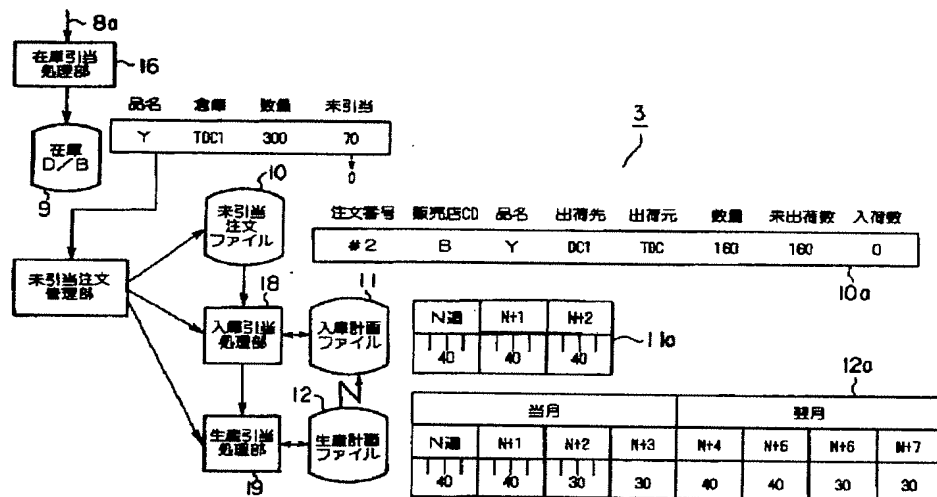 8a
在庫引当
処理部
16
品名 倉庫 数量 未引当
Y TDC1 300 70
0
在庫
D/B
9
3
10
未引当
注文
ファイル
注文番号 販売店CD 品名 出荷先 出荷元 数量 未出荷数 入荷数
#2 B Y DC1 TDC 160 160 0
10a
未引当注文
管理部
18
入庫引当
処理部
11
入庫計画
ファイル
N週 N+1 N+2
40 40 40
11a
12
生産引当
処理部
19
生産計画
ファイル
12a
当月 翌月
N週 N+1 N+2 N+3 N+4 N+5 N+6 N+7
40 40 30 30 40 40 30 30